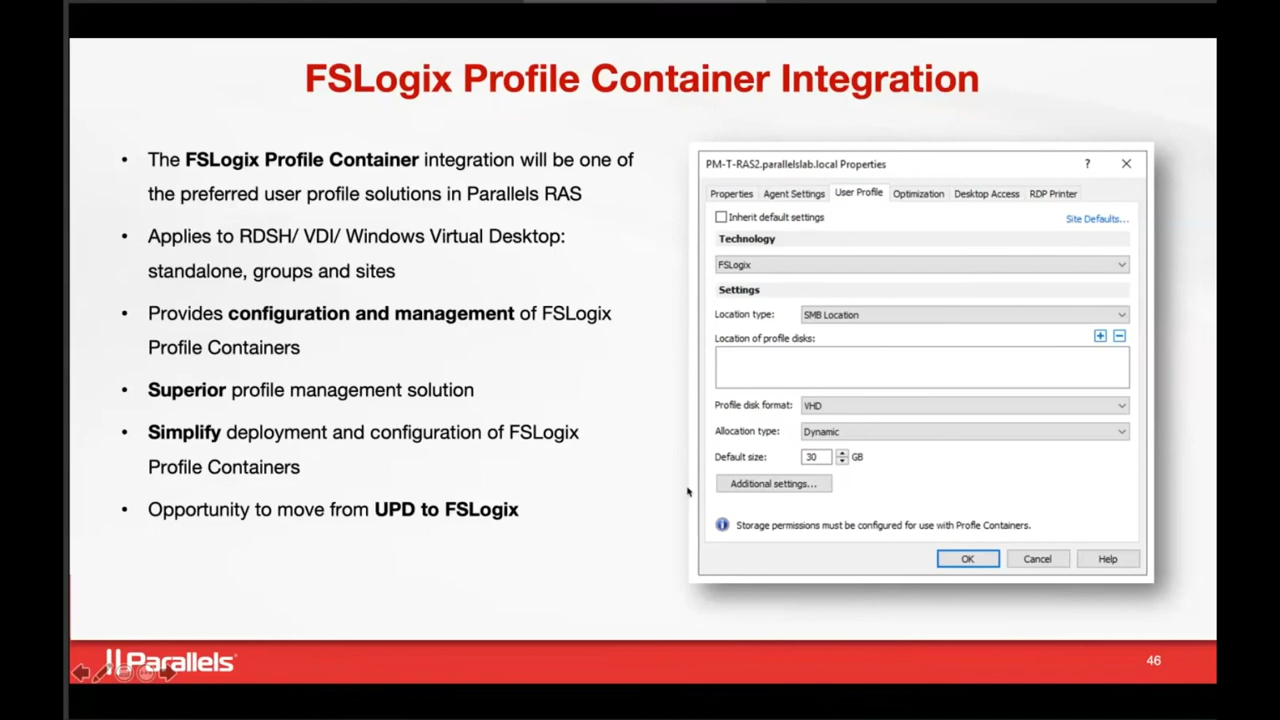 FSLogix Profile Container Integration
• The FSLogix Profile Container integration will be one of
the preferred user profile solutions in Parallels RAS
• Applies to RDSH/ VDI/ Windows Virtual Desktop:
standalone, groups and sites
• Provides configuration and management of FSLogix
Profile Containers
• Superior profile management solution
• Simplify deployment and configuration of FSLogix
Profile Containers
• Opportunity to move from UPD to FSLogix
PM-T-RAS2.parallelslab.local Properties
Properties Agent Settings User Profile Optimization Desktop Access RDP Printer
Inherit default settings Site Defaults...
Technology
FSLogix
Settings
Location type: SMB Location
Location of profile disks:
Profile disk format: VHD
Allocation type: Dynamic
Default size: 30 GB
Additional settings...
Storage permissions must be configured for use with Profle Containers.
OK Cancel Help
Parallels
46